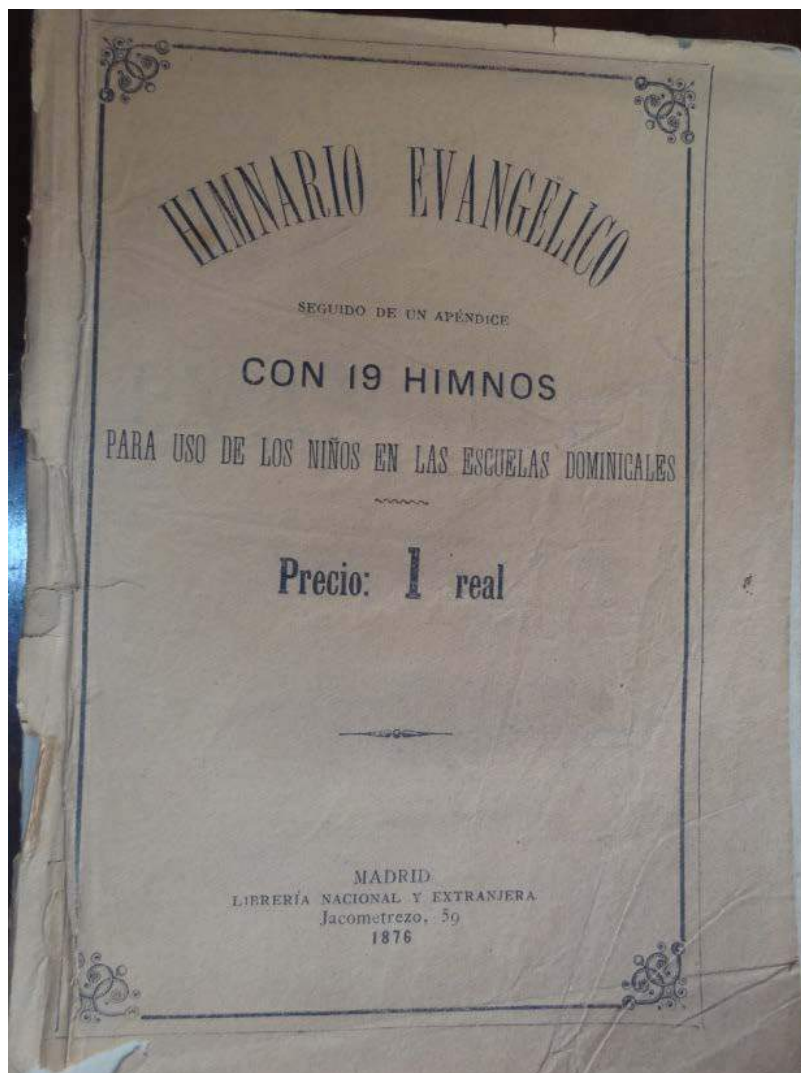 HIMNARIO EVANGÉLICO
SEGUIDO DE UN APÉNDICE
CON 19 HIMNOS
PARA USO DE LOS NIÑOS EN LAS ESCUELAS DOMINICALES
Precio: 1 real
MADRID
LIBRERÍA NACIONAL Y EXTRANJERA
Jacometrezo, 59
1876